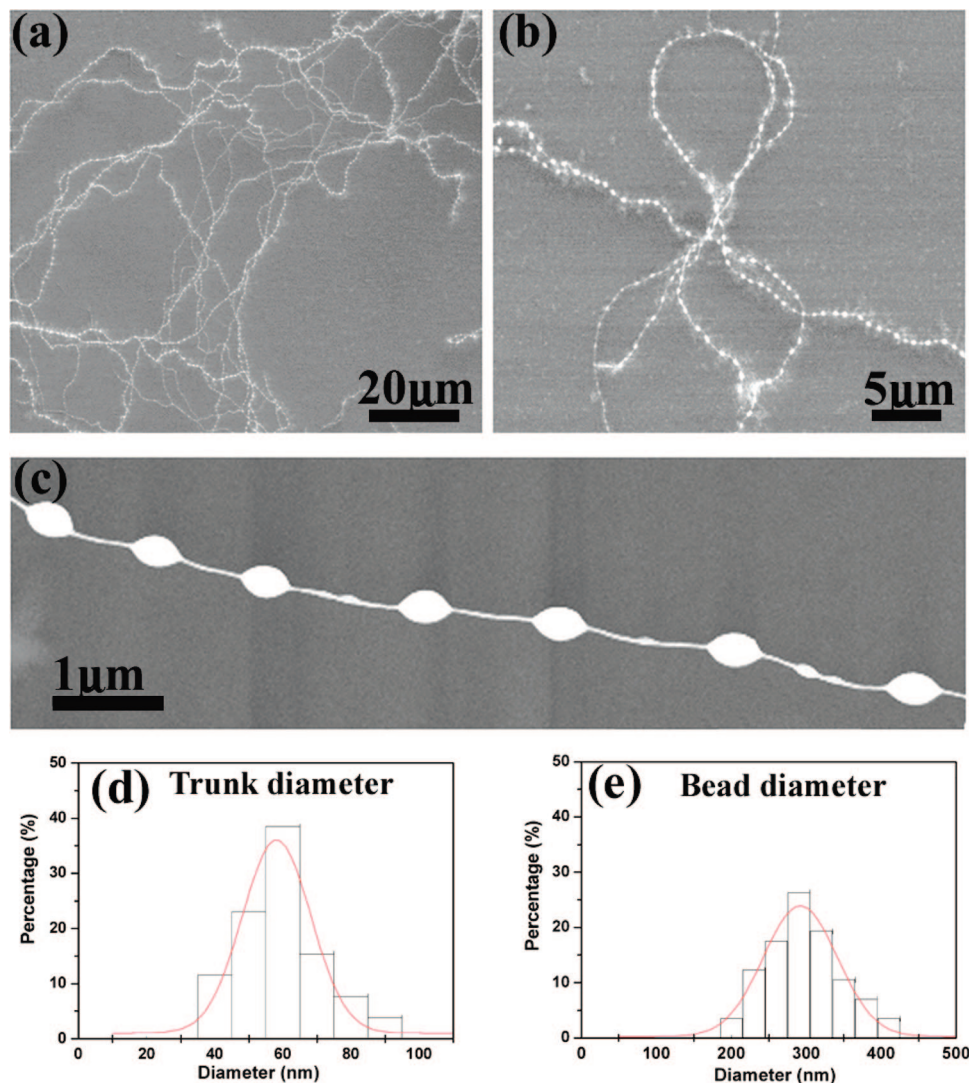 (a)
20μm
(b)
5μm
(c)
1μm
(d) Trunk diameter
50
40
30
20
10
0
0 20 40 60 80 100
Percentage (%)
Diameter (nm)
(e) Bead diameter
50
40
30
20
10
0
0 100 200 300 400 500
Percentage (%)
Diameter (nm)